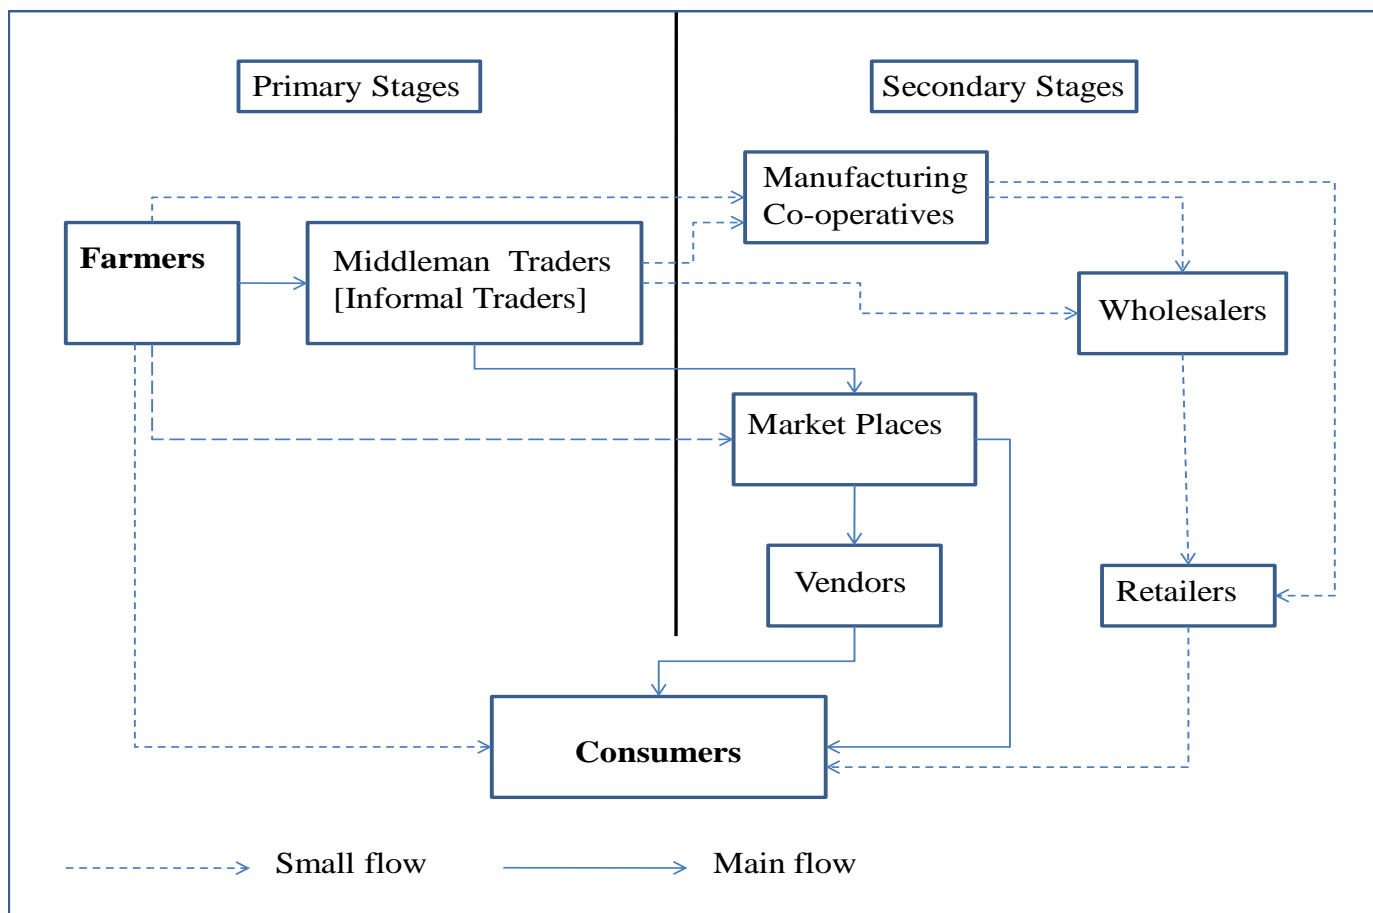 Primary Stages
Secondary Stages
Manufacturing
Co-operatives
Farmers
Middleman Traders
[Informal Traders]
Wholesalers
Market Places
Vendors
Retailers
Consumers
Small flow
Main flow